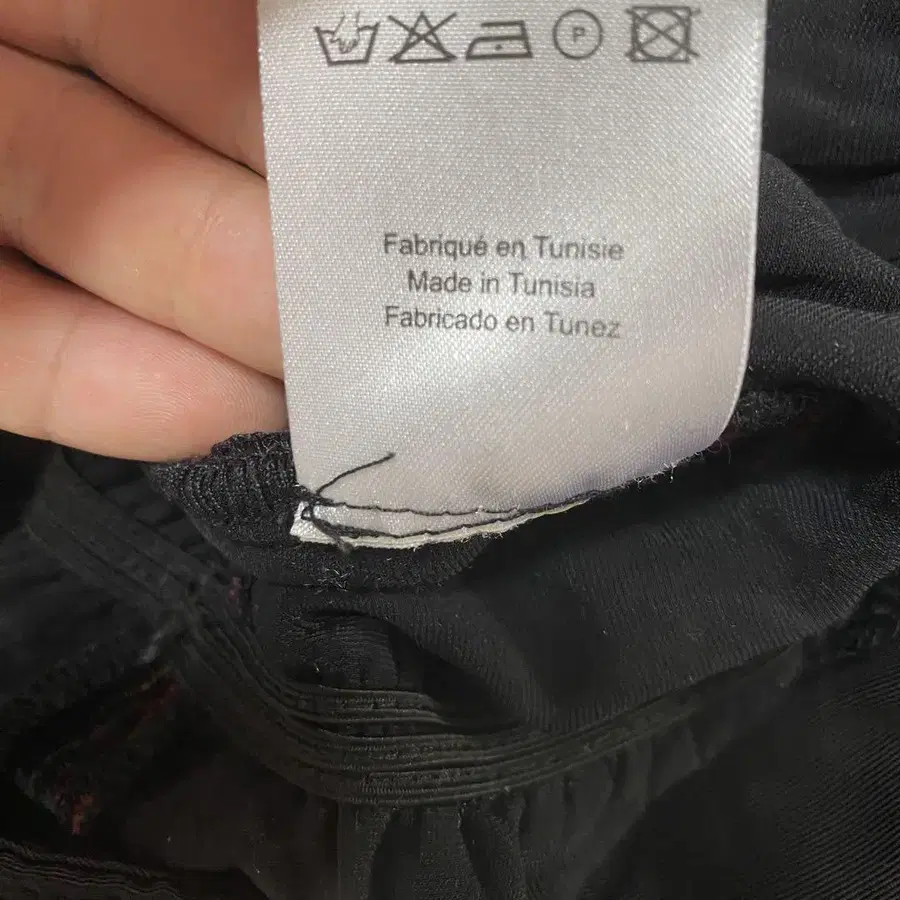 P
Fabriqué en Tunisie
Made in Tunisia
Fabricado en Tunez